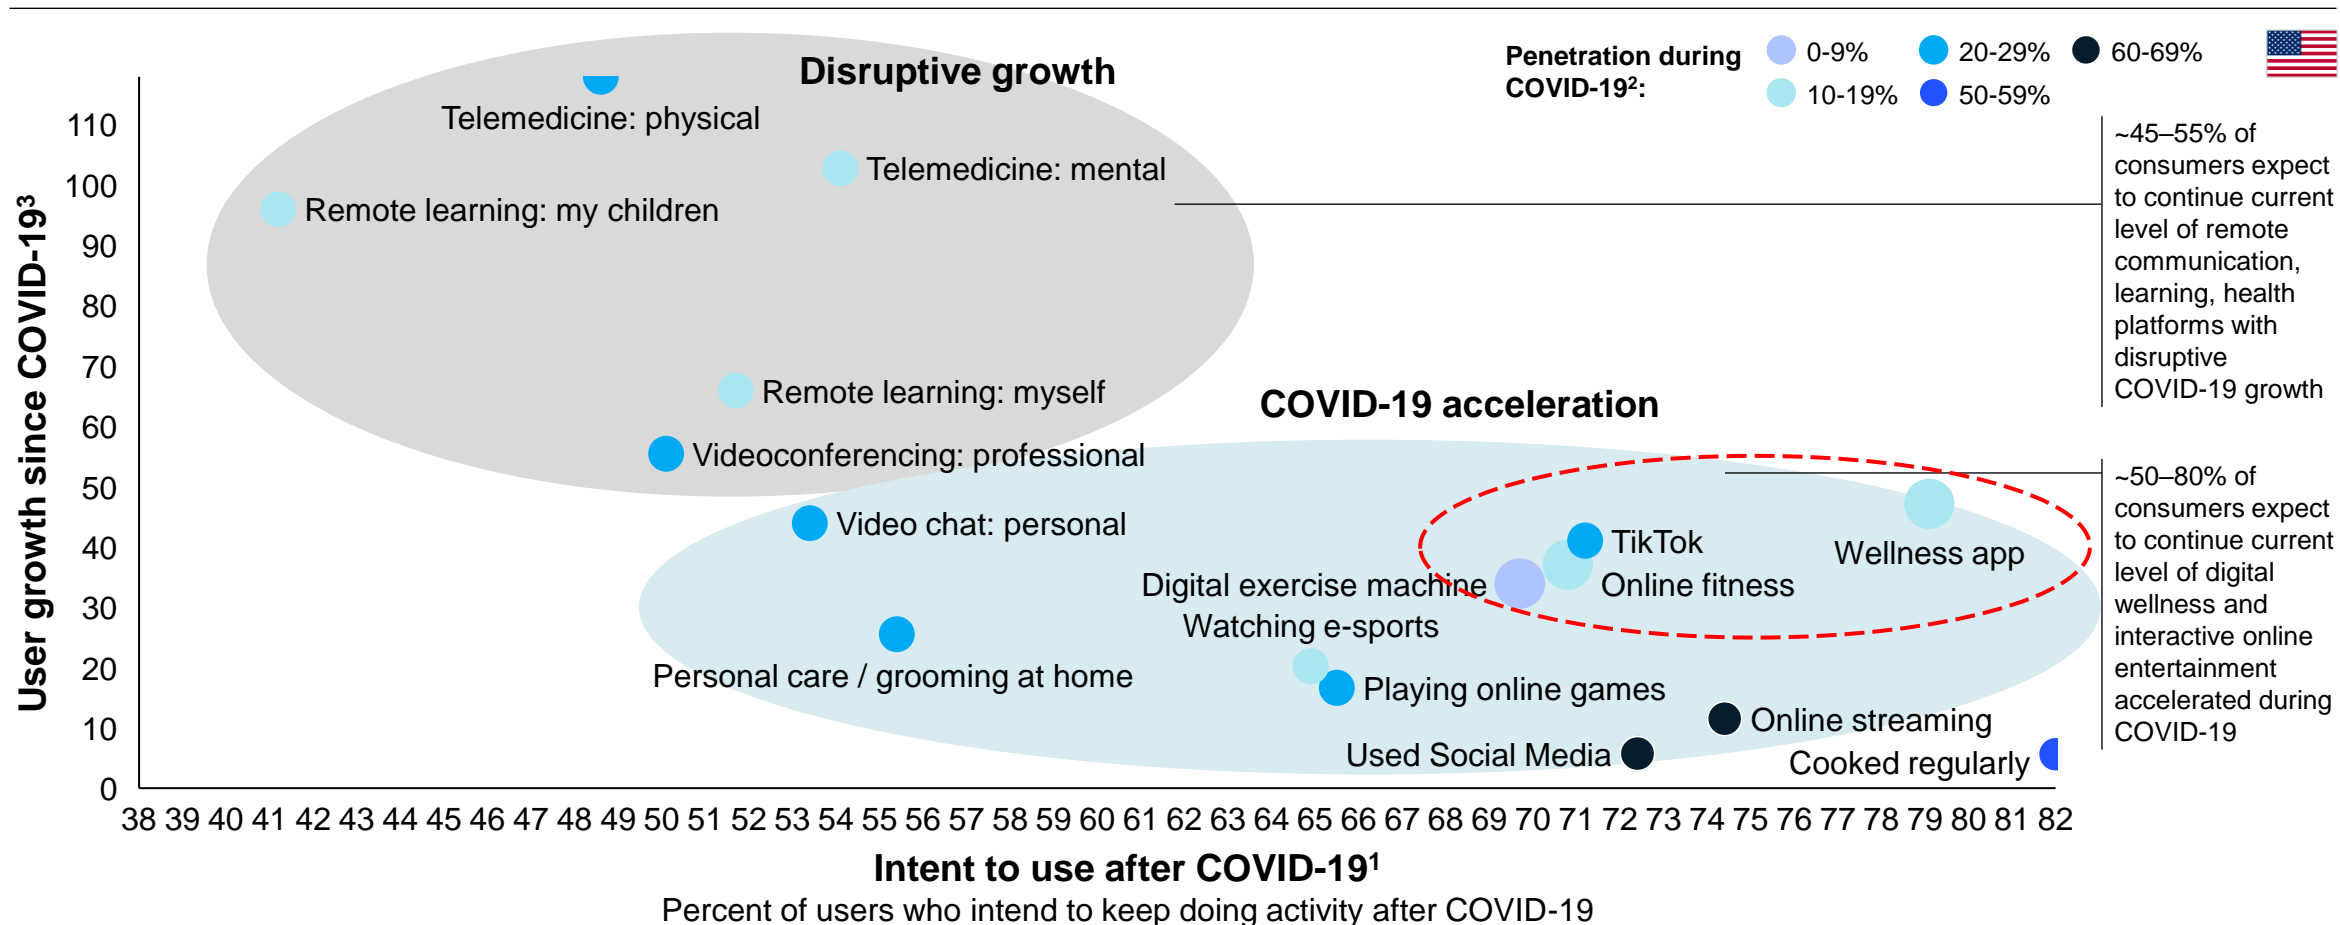 Disruptive growth
Penetration during
COVID-19²:
0-9%
20-29%
60-69%
10-19%
50-59%
User growth since COVID-19³
110
100
90
80
70
60
50
40
30
20
10
0
Telemedicine: physical
Telemedicine: mental
Remote learning: my children
Remote learning: myself
Videoconferencing: professional
COVID-19 acceleration
Video chat: personal
TikTok
Wellness app
Digital exercise machine
Online fitness
Watching e-sports
Personal care / grooming at home
Playing online games
Online streaming
Used Social Media
Cooked regularly
~45–55% of
consumers expect
to continue current
level of remote
communication,
learning, health
platforms with
disruptive
COVID-19 growth
~50–80% of
consumers expect
to continue current
level of digital
wellness and
interactive online
entertainment
accelerated during
COVID-19
38 39 40 41 42 43 44 45 46 47 48 49 50 51 52 53 54 55 56 57 58 59 60 61 62 63 64 65 66 67 68 69 70 71 72 73 74 75 76 77 78 79 80 81 82
Intent to use after COVID-19¹
Percent of users who intend to keep doing activity after COVID-19